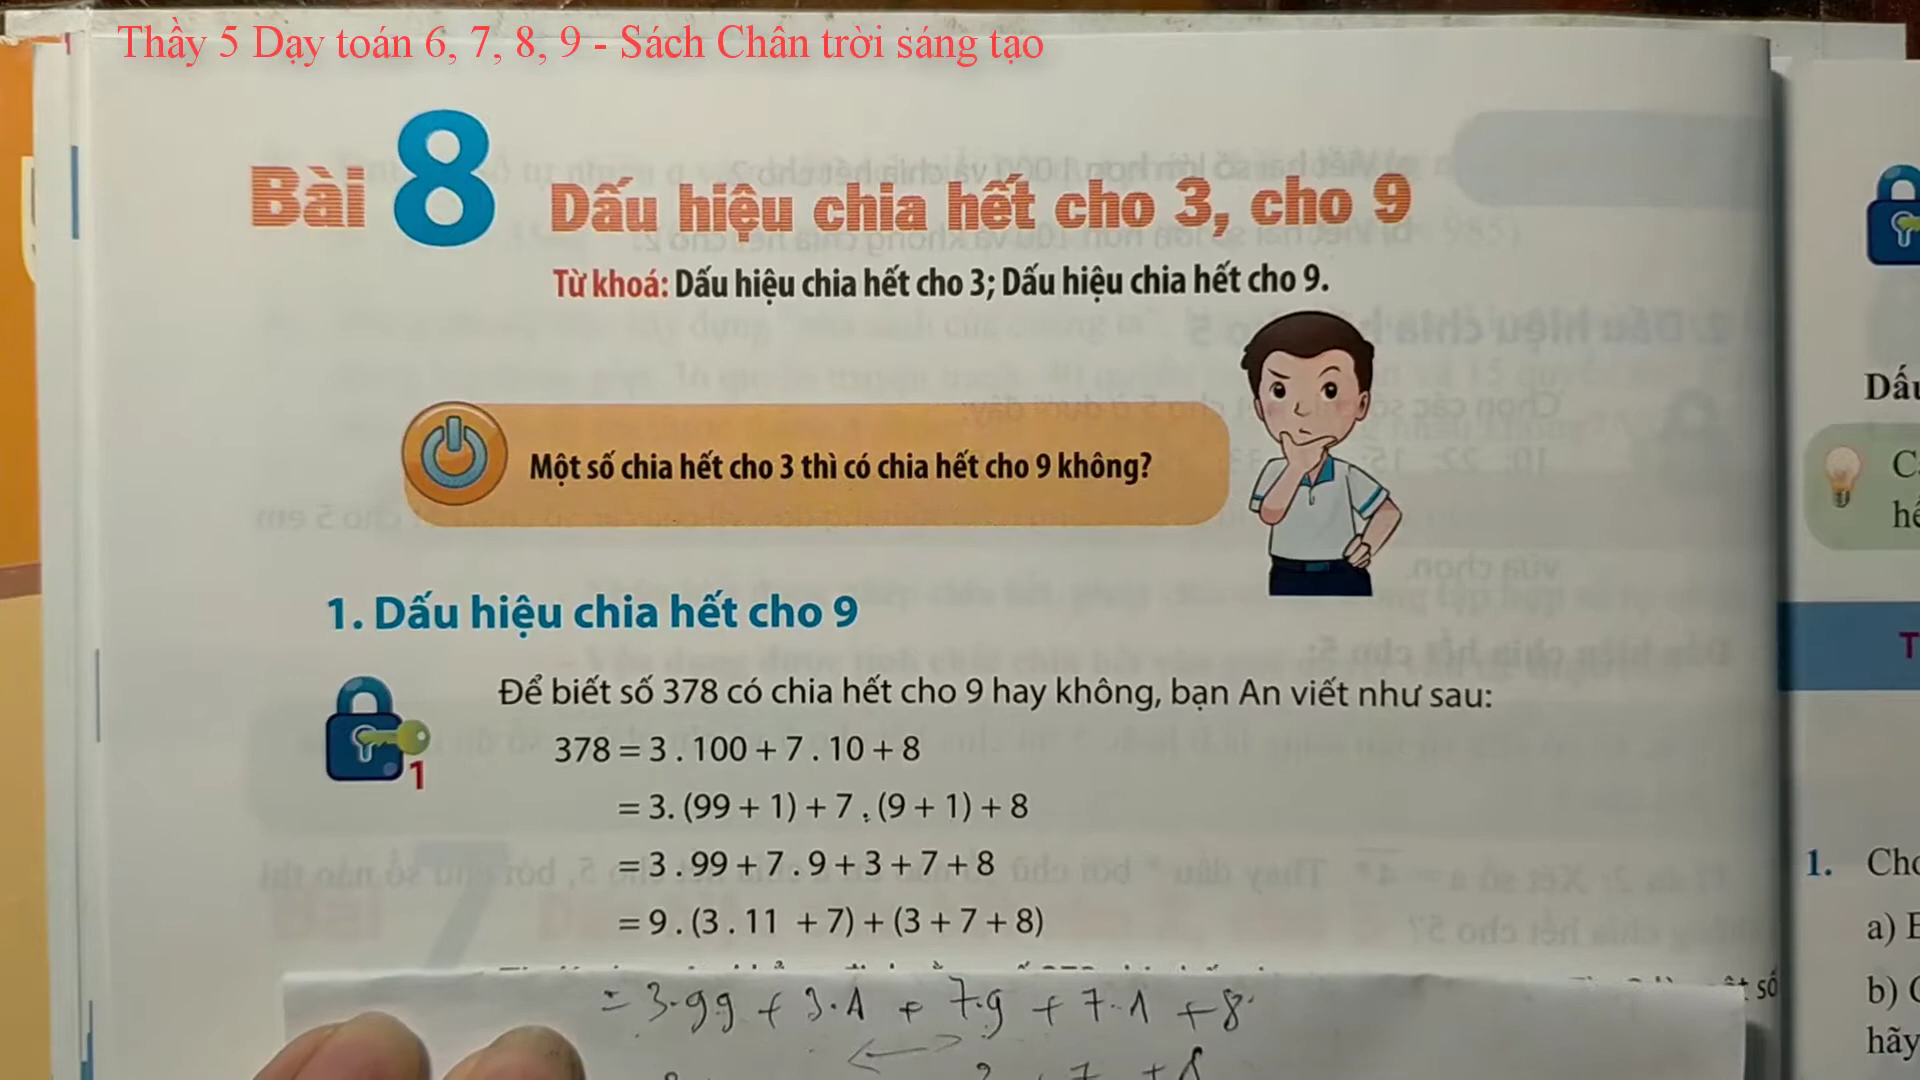 Thầy 5 Dạy toán 6, 7, 8, 9 - Sách Chân trời sáng tạo
Bài 8 Dấu hiệu chia hết cho 3, cho 9
Từ khoá: Dấu hiệu chia hết cho 3; Dấu hiệu chia hết cho 9.
Một số chia hết cho 3 thì có chia hết cho 9 không?
1. Dấu hiệu chia hết cho 9
1
Để biết số 378 có chia hết cho 9 hay không, bạn An viết như sau:
378 = 3 . 100 + 7 . 10 + 8
= 3. (99 + 1) + 7 . (9 + 1) + 8
= 3 . 99 + 7 . 9 + 3 + 7 + 8
= 9 . (3 . 11 + 7) + (3 + 7 + 8)
= 3.99 + 3.1 + 7.9 + 7.1 + 8
số
1.
a)
b)
hãy